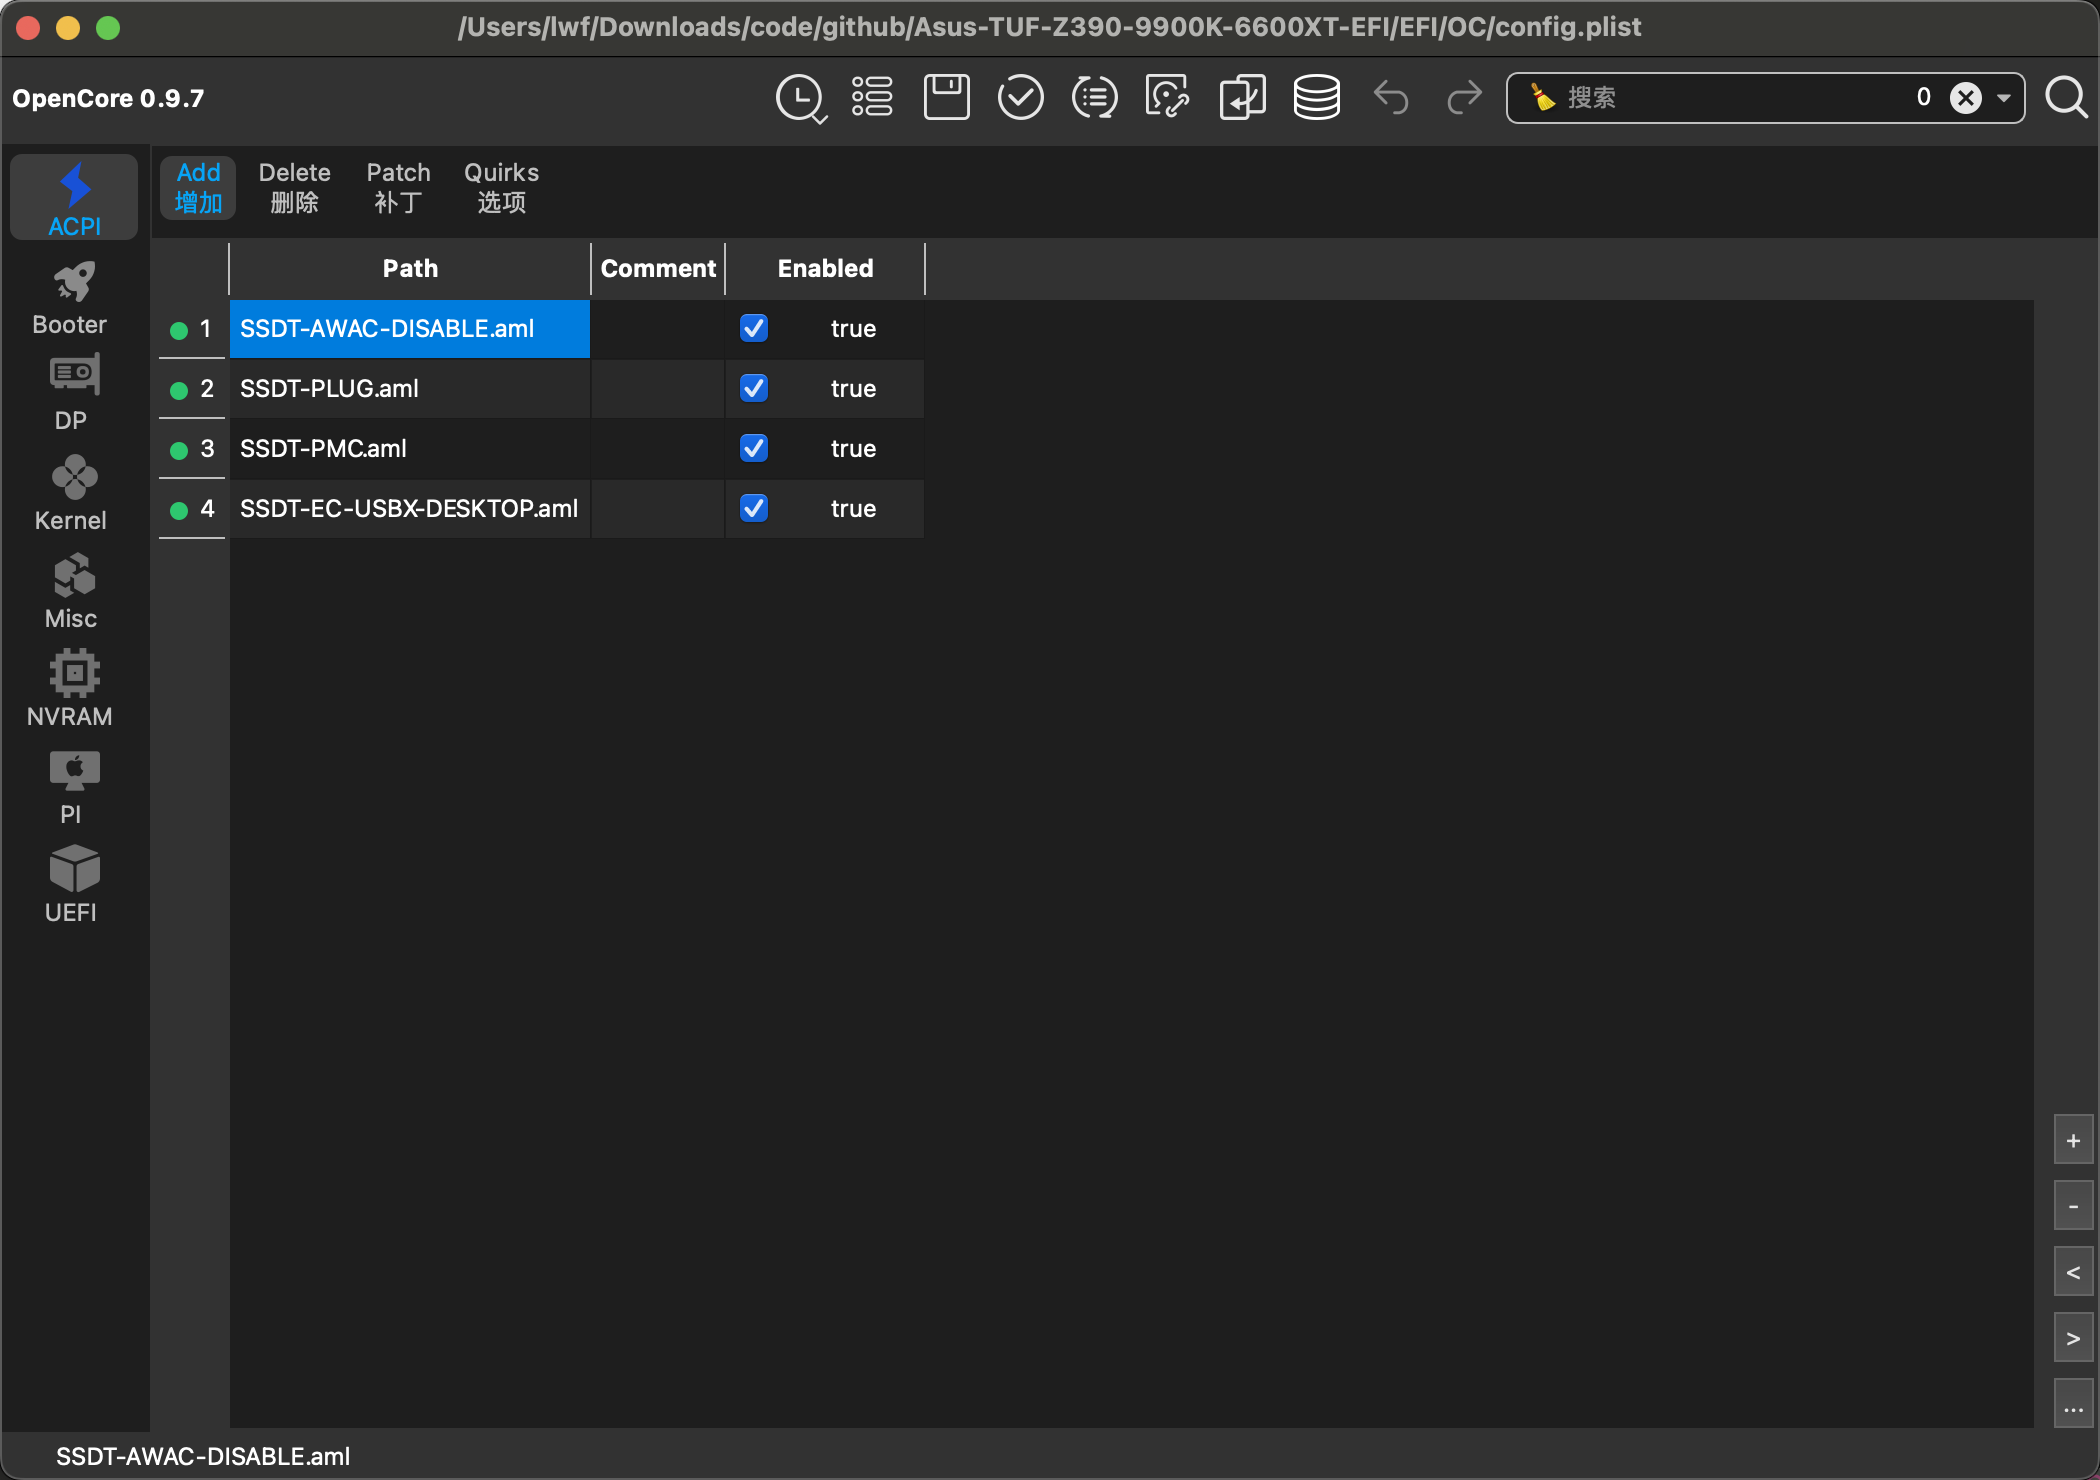 /Users/lwf/Downloads/code/github/Asus-TUF-Z390-9900K-6600XT-EFI/EFI/OC/config.plist
OpenCore 0.9.7
搜索 0
ACPI
Booter
DP
Kernel
Misc
NVRAM
PI
UEFI
Add Delete Patch Quirks
增加 删除 补丁 选项
Path Comment Enabled
1 SSDT-AWAC-DISABLE.aml true
2 SSDT-PLUG.aml true
3 SSDT-PMC.aml true
4 SSDT-EC-USBX-DESKTOP.aml true
+
-
<
>
...
SSDT-AWAC-DISABLE.aml